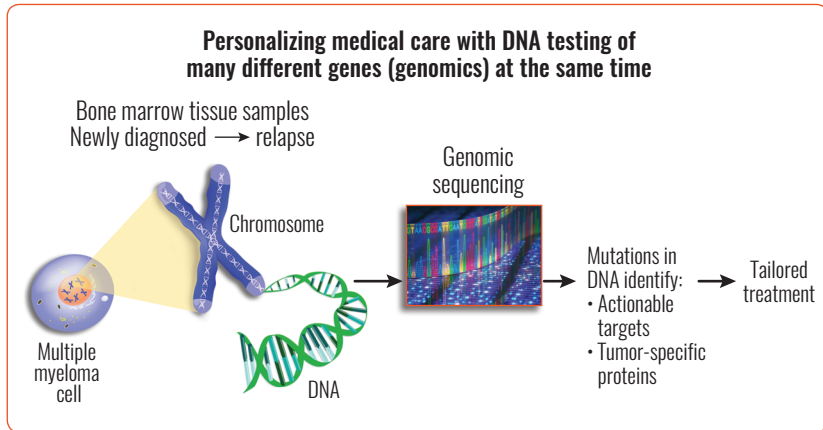 Personalizing medical care with DNA testing of
many different genes (genomics) at the same time
Bone marrow tissue samples
Newly diagnosed → relapse
Chromosome
Multiple
myeloma
cell
DNA
Genomic
sequencing
Mutations in
DNA identify:
• Actionable
targets
• Tumor-specific
proteins
Tailored
treatment